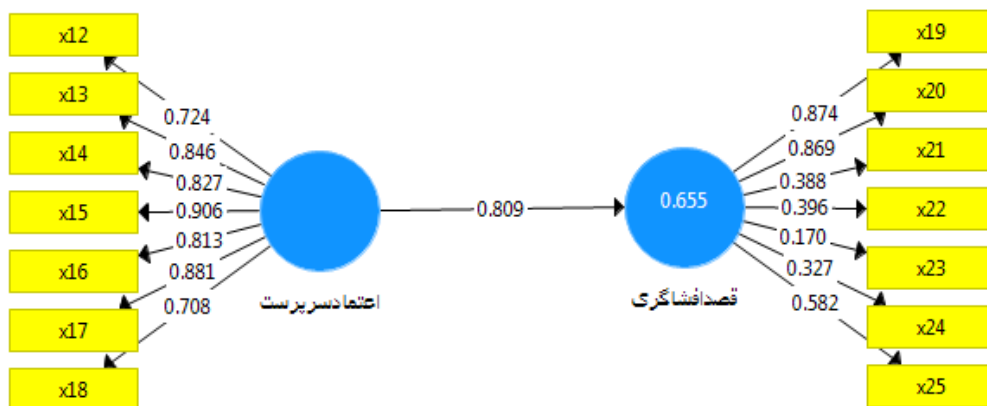 x12
x13
x14
x15
x16
x17
x18
0.724
0.846
0.827
0.906
0.813
0.881
0.708
اعتمادسرپرست
0.809
0.655
قصدافشاگری
0.874
0.869
0.388
0.396
0.170
0.327
0.582
x19
x20
x21
x22
x23
x24
x25